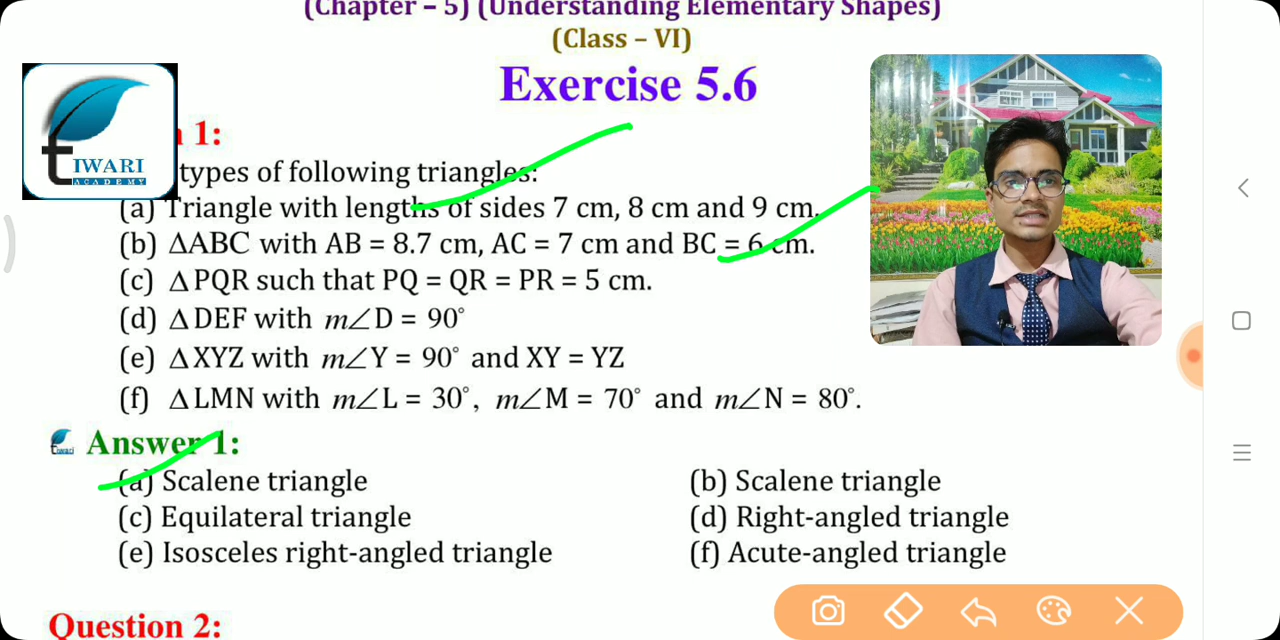 (Chapter – 5) (Understanding Elementary Shapes)
(Class – VI)
Exercise 5.6
tIWARI
ACADEMY
1:
types of following triangles:
(a) Triangle with lengths of sides 7 cm, 8 cm and 9 cm.
(b) ΔABC with AB = 8.7 cm, AC = 7 cm and BC = 6 cm.
(c) ΔPQR such that PQ = QR = PR = 5 cm.
(d) ΔDEF with m∠D = 90°
(e) ΔXYZ with m∠Y = 90° and XY = YZ
(f) ΔLMN with m∠L = 30°, m∠M = 70° and m∠N = 80°.
Answer 1:
(a) Scalene triangle (b) Scalene triangle
(c) Equilateral triangle (d) Right-angled triangle
(e) Isosceles right-angled triangle (f) Acute-angled triangle
Question 2: